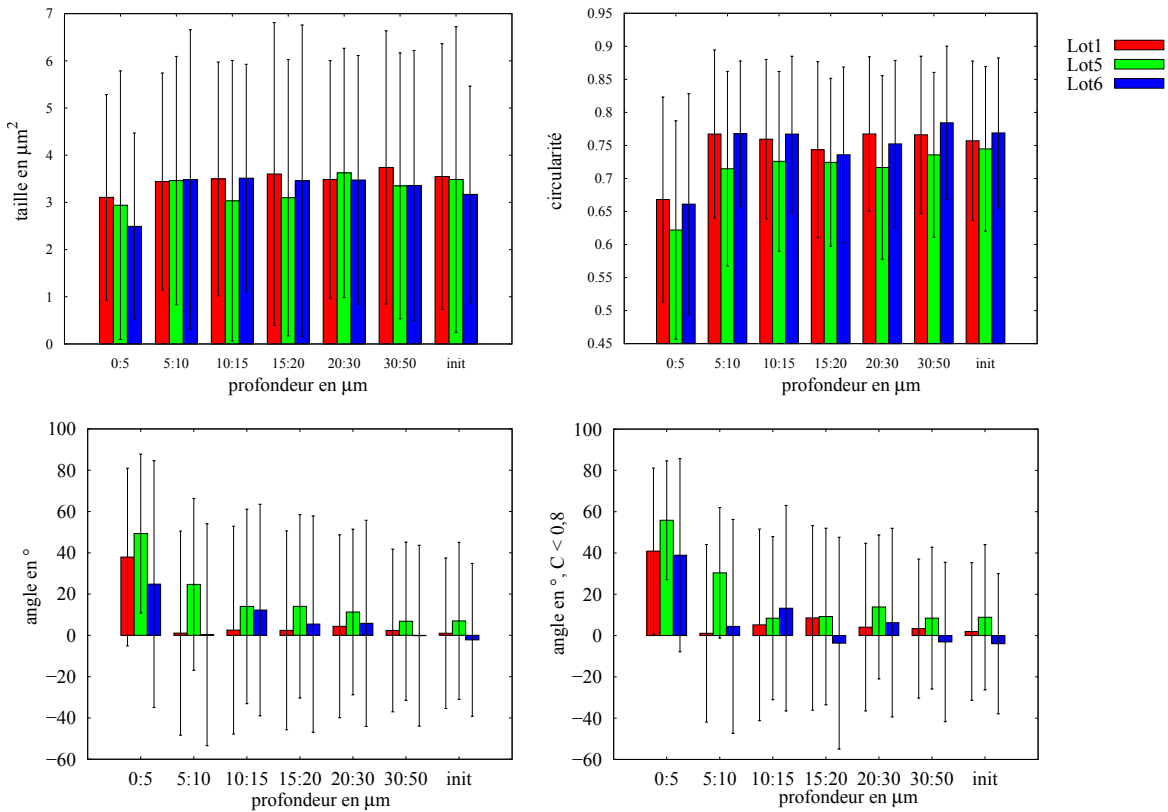 7
6
5
4
3
2
1
0
taille en µm²
0:5 5:10 10:15 15:20 20:30 30:50 init
profondeur en µm
0.95
0.9
0.85
0.8
0.75
0.7
0.65
0.6
0.55
0.5
0.45
circularité
0:5 5:10 10:15 15:20 20:30 30:50 init
profondeur en µm
Lot1
Lot5
Lot6
100
80
60
40
20
0
−20
−40
−60
angle en °
0:5 5:10 10:15 15:20 20:30 30:50 init
profondeur en µm
100
80
60
40
20
0
−20
−40
−60
angle en °, C < 0,8
0:5 5:10 10:15 15:20 20:30 30:50 init
profondeur en µm